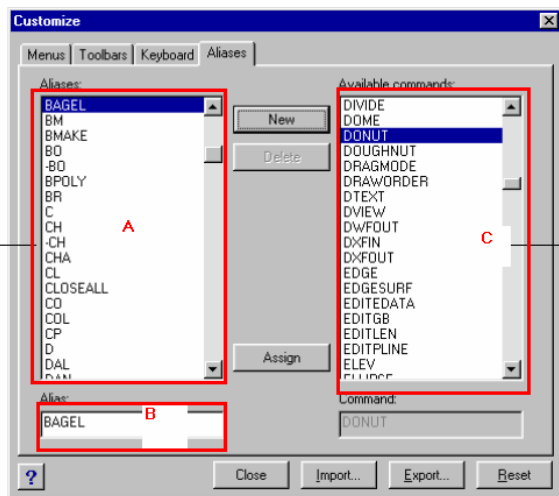 Customize
Menus Toolbars Keyboard Aliases
Aliases:
BAGEL
BM
BMAKE
BO
-BO
BPOLY
BR
C
CH
-CH
CHA
CL
CLOSEALL
CO
COL
CP
D
DAL
DAN
A
New
Delete
Assign
Available commands:
DIVIDE
DOME
DONUT
DOUGHNUT
DRAGMODE
DRAWORDER
DTEXT
DVIEW
DWFOUT
DXFIN
DXFOUT
EDGE
EDGESURF
EDITEDATA
EDITGB
EDITLEN
EDITPLINE
ELEV
ELLIPSE
C
Alias:
BAGEL
B
Command:
DONUT
? Close Import... Export... Reset